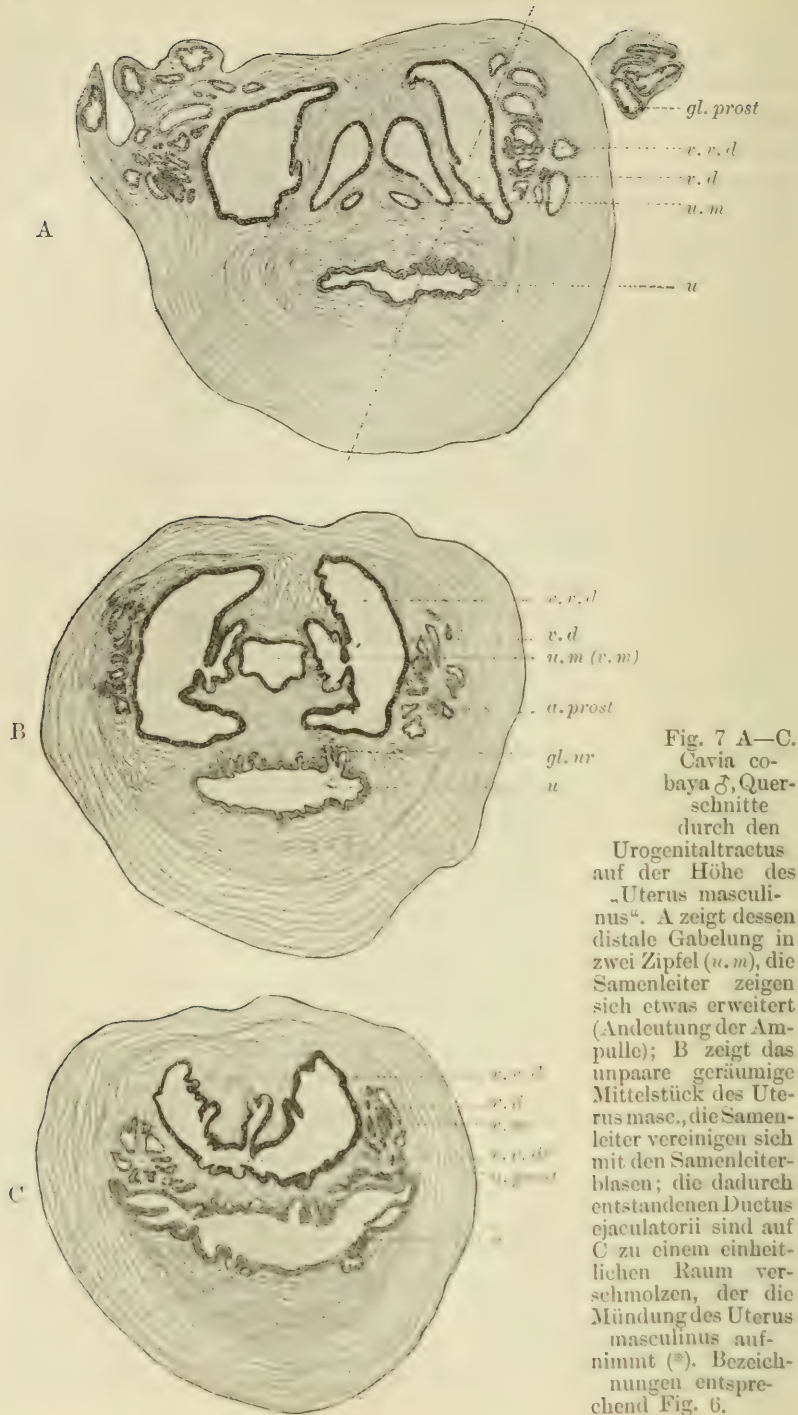 gl. prost
v. v. d
v. d
u. m
A
u
v. v. d
v. d
u. m (v. m)
a. prost
B
gl. ur
u
Fig. 7 A—C.
Cavia co-
baya ♂, Quer-
schnitte
durch den
Urogenitaltractus
auf der Höhe des
„Uterus masculi-
nus“. A zeigt dessen
distale Gabelung in
zwei Zipfel (u. m), die
Samenleiter zeigen
sich etwas erweitert
(Andeutung der Am-
pulle); B zeigt das
unpaare geräumige
Mittelstück des Ute-
rus masc., die Samen-
leiter vereinigen sich
mit den Samenleiter-
blasen; die dadurch
entstandenen Ductus
ejaculatorii sind auf
C zu einem einheit-
lichen Raum ver-
schmolzen, der die
Mündung des Uterus
masculinus auf-
nimmt (*). Bezeich-
nungen entspre-
chend Fig. 6.
C